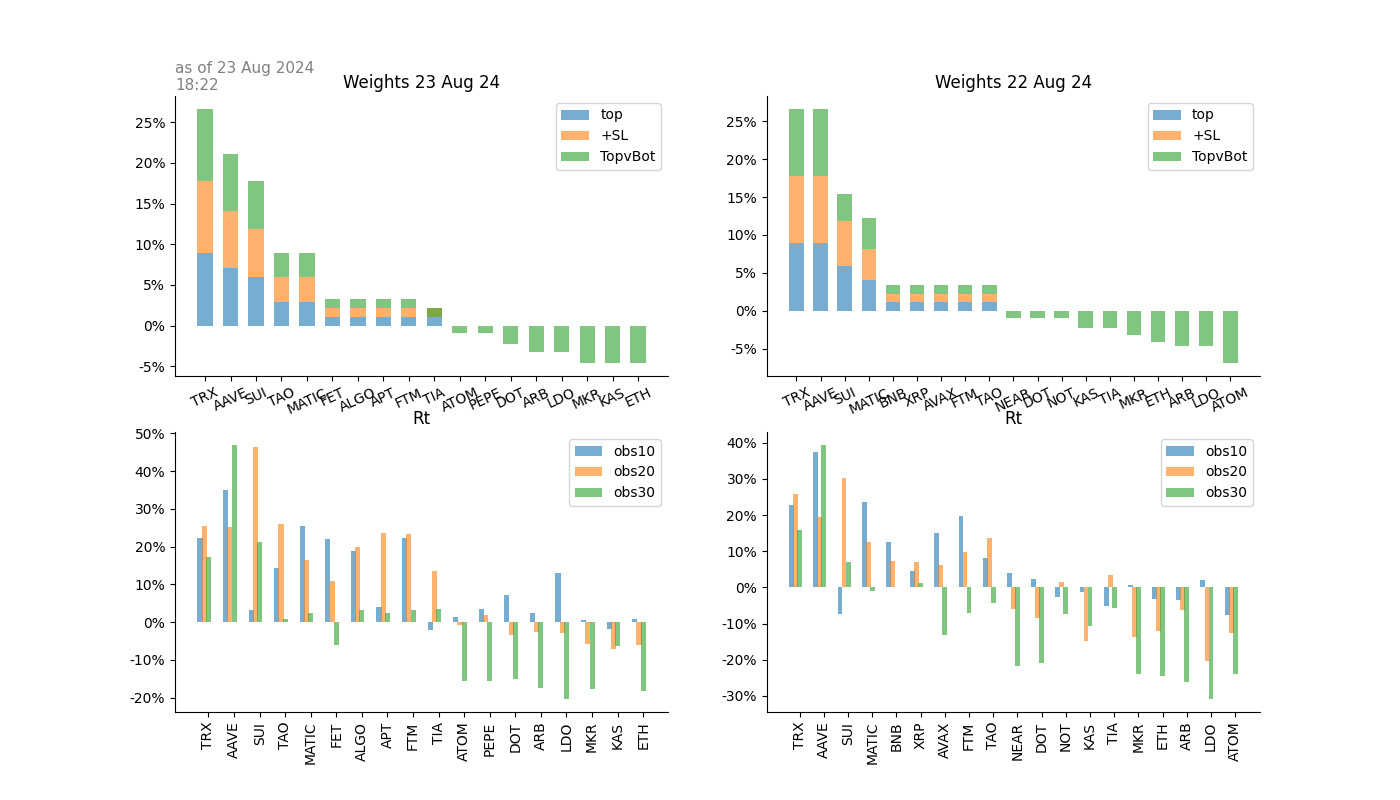 as of 23 Aug 2024
18:22
Weights 23 Aug 24
25%
20%
15%
10%
5%
0%
-5%
top
+SL
TopvBot
TRX AAVE SUI TAO MATIC FET ALGO APT FTM TIA ATOM PEPE DOT ARB LDO MKR KAS ETH
Weights 22 Aug 24
25%
20%
15%
10%
5%
0%
-5%
top
+SL
TopvBot
TRX AAVE SUI MATIC BNB XRP AVAX FTM TAO NEAR DOT NOT KAS TIA MKR ETH ARB LDO ATOM
Rt
50%
40%
30%
20%
10%
0%
-10%
-20%
obs10
obs20
obs30
TRX AAVE SUI TAO MATIC FET ALGO APT FTM TIA ATOM PEPE DOT ARB LDO MKR KAS ETH
Rt
40%
30%
20%
10%
0%
-10%
-20%
-30%
obs10
obs20
obs30
TRX AAVE SUI MATIC BNB XRP AVAX FTM TAO NEAR DOT NOT KAS TIA MKR ETH ARB LDO ATOM